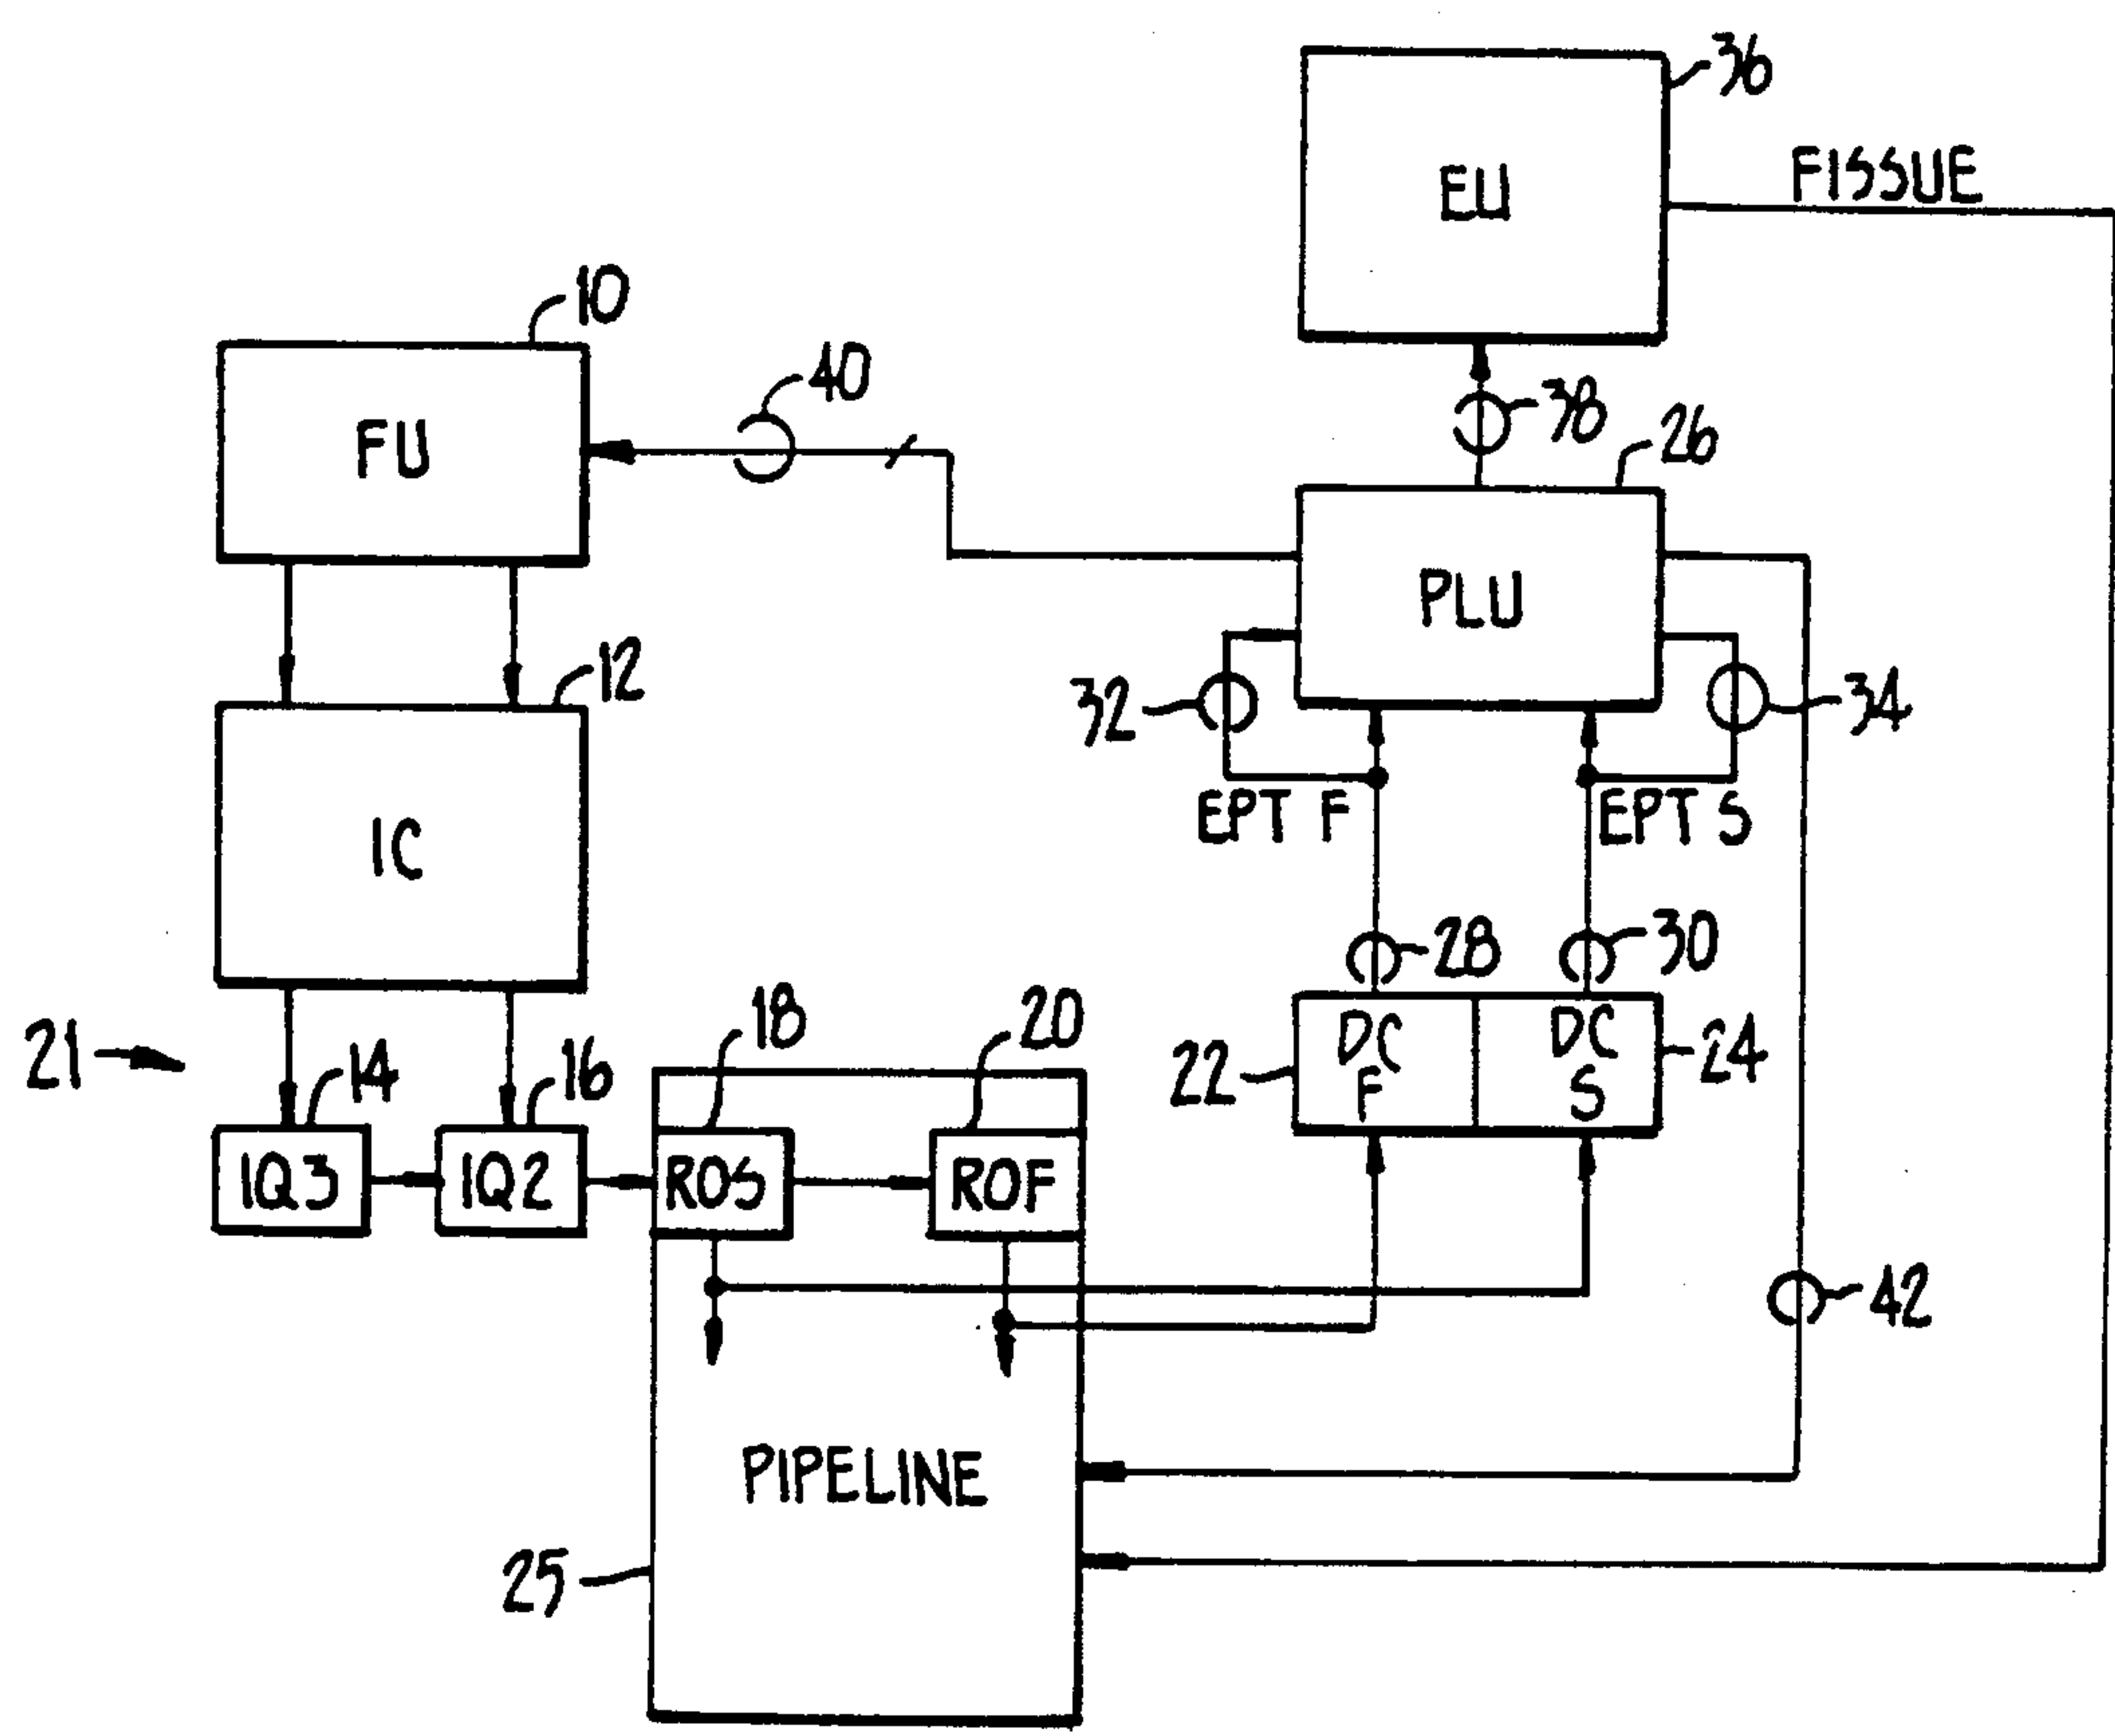 36
EU
FISSUE
10
40
38
26
FU
PLU
12
32
34
EPT F
EPT S
IC
28
30
18
20
21
14
16
22
DC
F
DC
S
24
IQ3
IQ2
ROS
ROF
42
PIPELINE
25